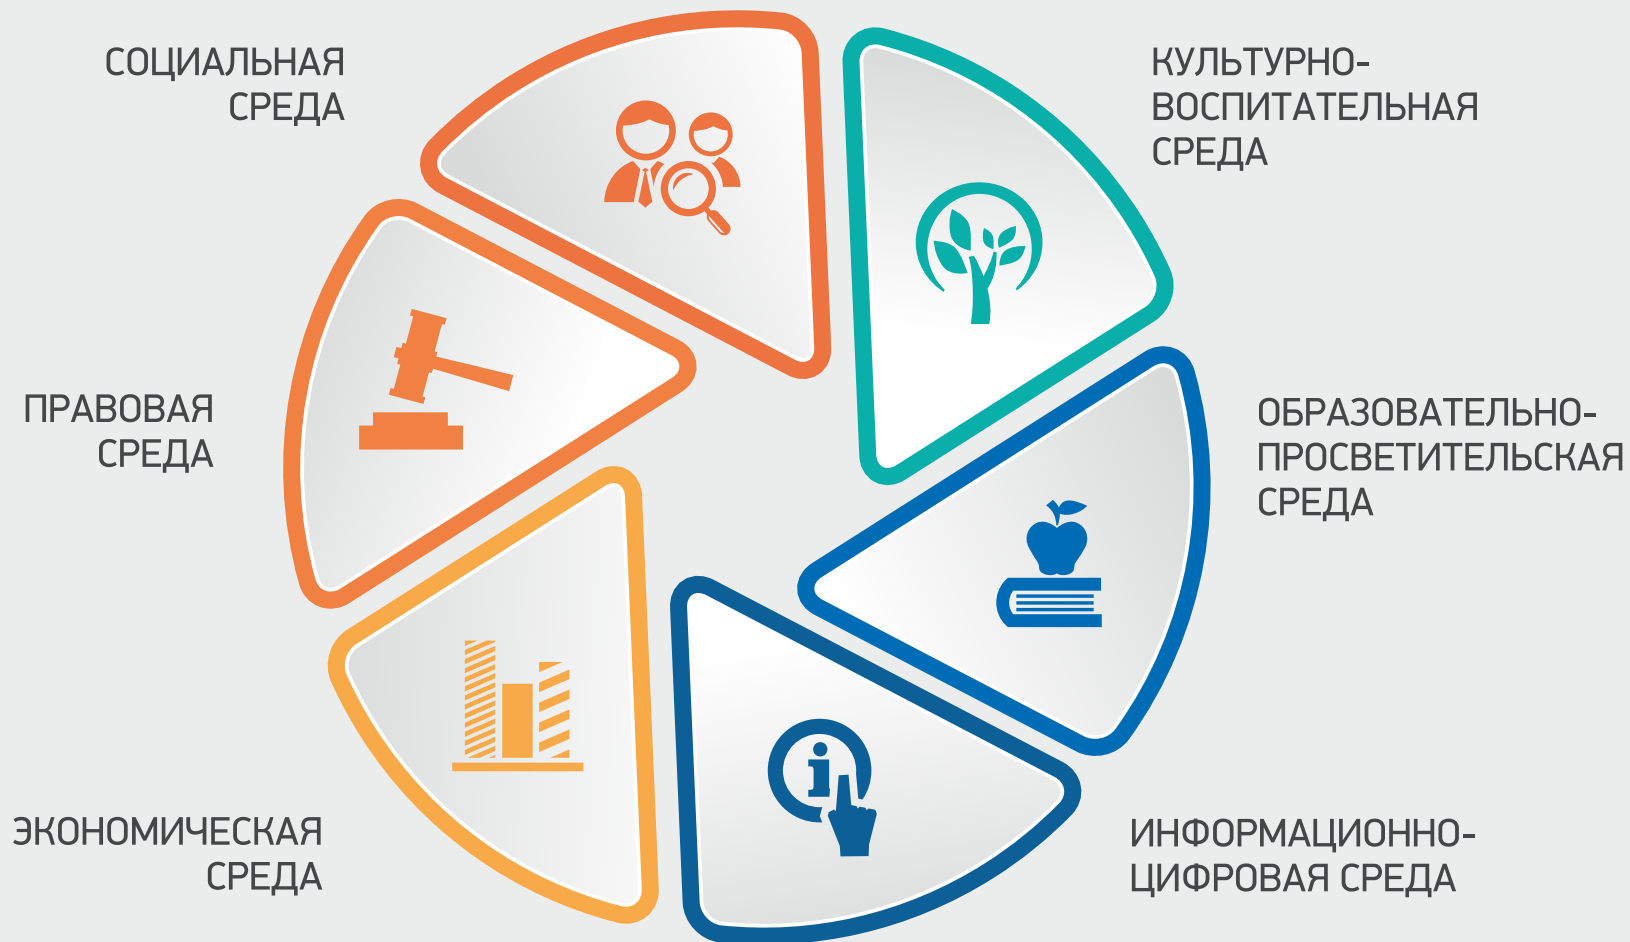 СОЦИАЛЬНАЯ
СРЕДА
КУЛЬТУРНО-
ВОСПИТАТЕЛЬНАЯ
СРЕДА
ПРАВОВАЯ
СРЕДА
ОБРАЗОВАТЕЛЬНО-
ПРОСВЕТИТЕЛЬСКАЯ
СРЕДА
ЭКОНОМИЧЕСКАЯ
СРЕДА
ИНФОРМАЦИОННО-
ЦИФРОВАЯ СРЕДА